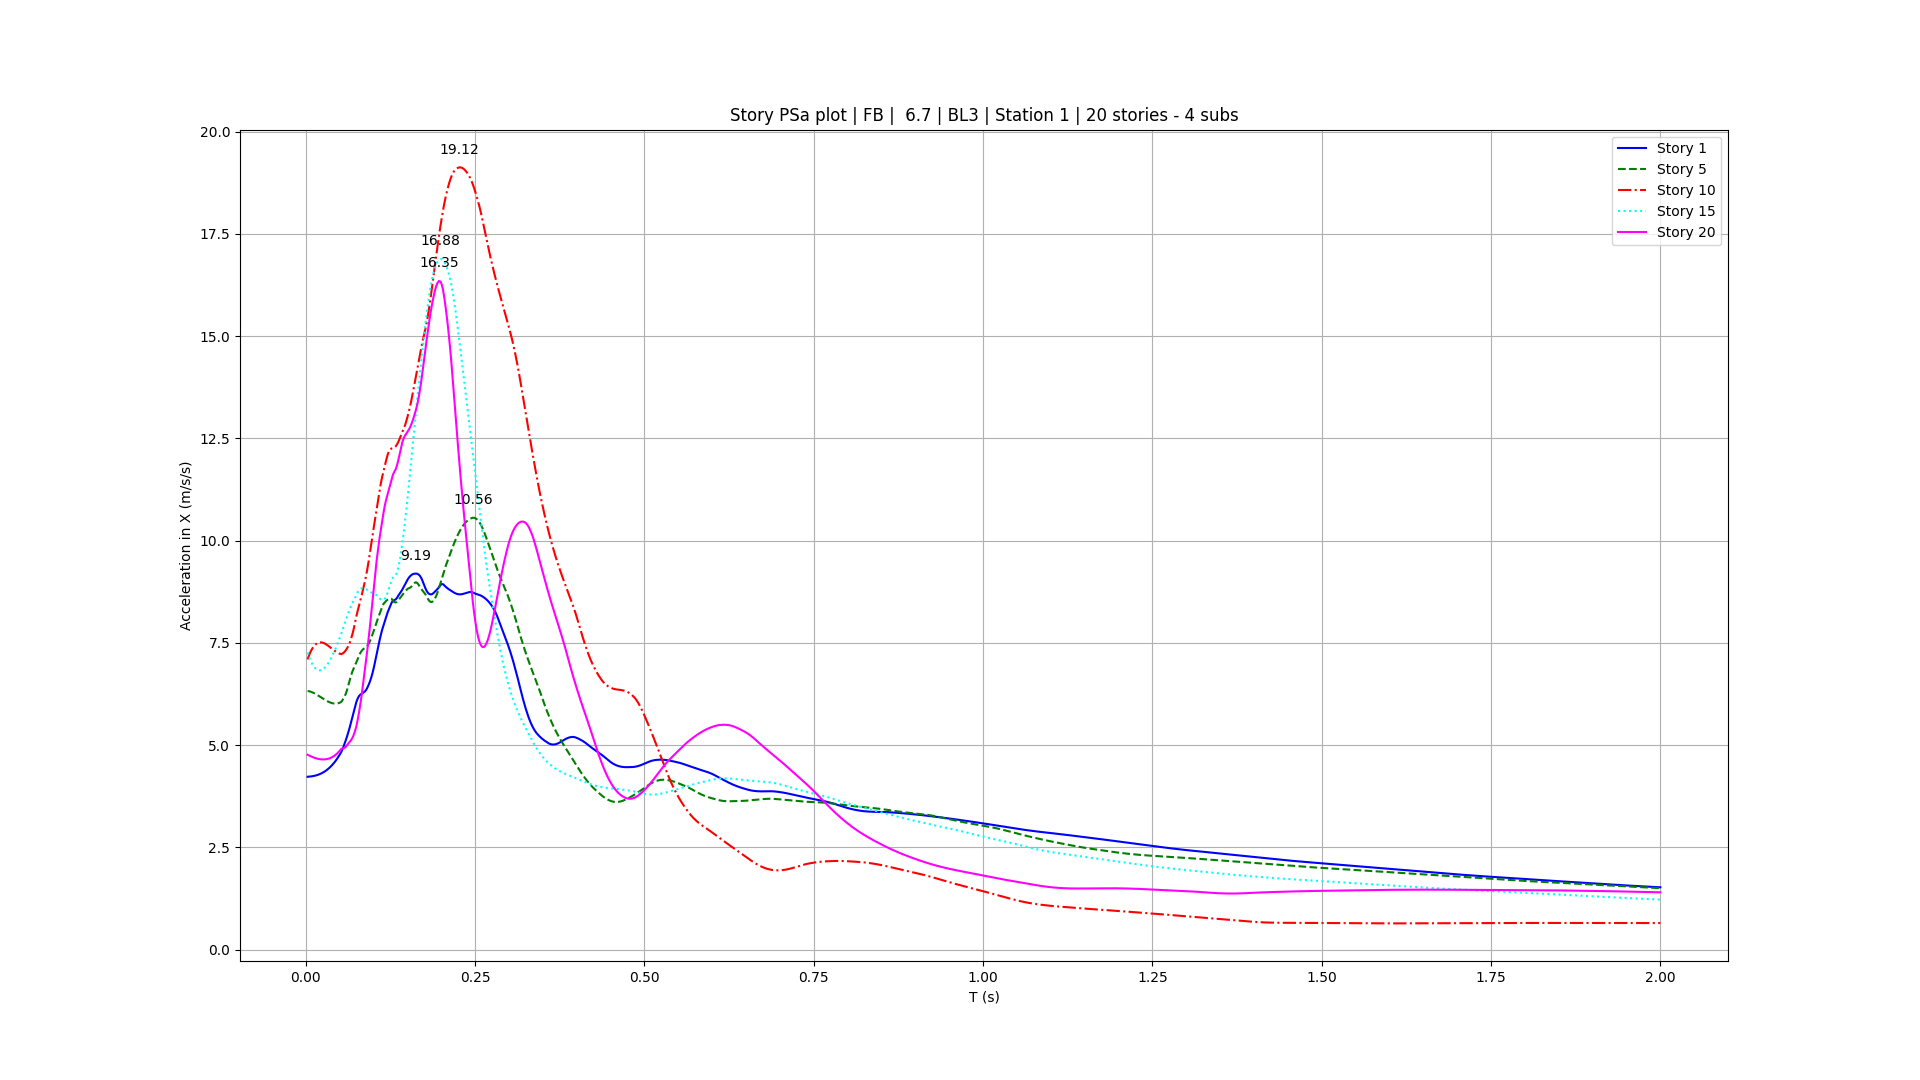 Story PSa plot | FB |  6.7 | BL3 | Station 1 | 20 stories - 4 subs
Story 1
Story 5
Story 10
Story 15
Story 20
19.12
16.88
16.35
10.56
9.19
Acceleration in X (m/s/s)
20.0
17.5
15.0
12.5
10.0
7.5
5.0
2.5
0.0
0.00 0.25 0.50 0.75 1.00 1.25 1.50 1.75 2.00
T (s)